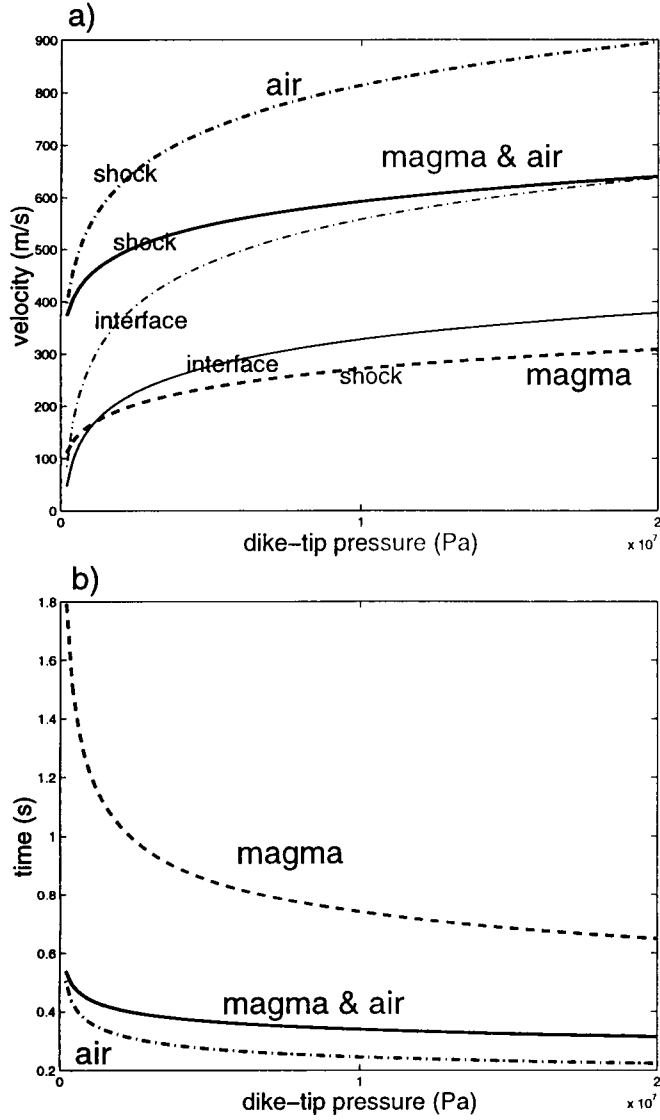 a)
900
800
700
600
500
400
300
200
100
0
velocity (m/s)
air
shock
magma & air
shock
interface
interface
shock
magma
0 1 2
dike-tip pressure (Pa)
x 10^7
b)
1.8
1.6
1.4
1.2
1
0.8
0.6
0.4
0.2
time (s)
magma
magma & air
air
0 1 2
dike-tip pressure (Pa)
x 10^7